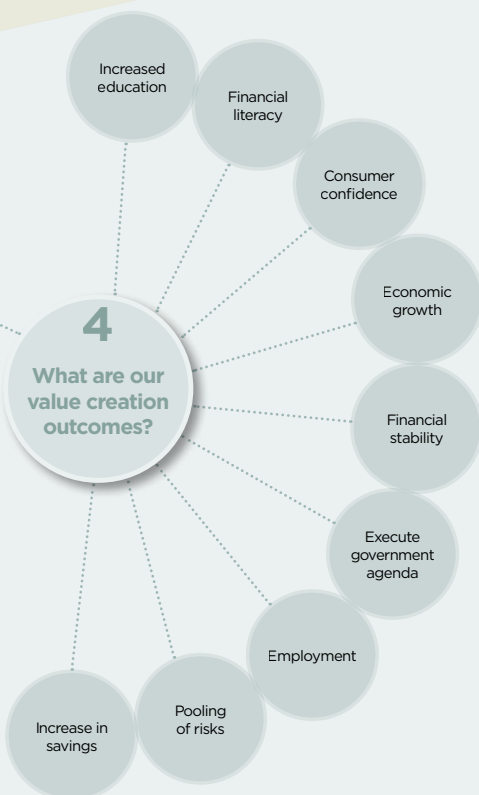 Increased
education
Financial
literacy
Consumer
confidence
Economic
growth
4
What are our
value creation
outcomes?
Financial
stability
Execute
government
agenda
Employment
Pooling
of risks
Increase in
savings